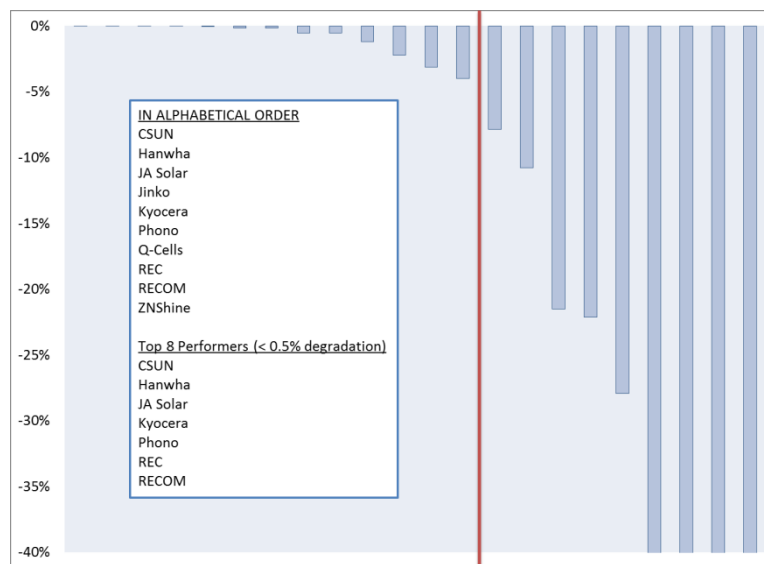 0%
-5%
-10%
-15%
-20%
-25%
-30%
-35%
-40%
IN ALPHABETICAL ORDER
CSUN
Hanwha
JA Solar
Jinko
Kyocera
Phono
Q-Cells
REC
RECOM
ZNShine
Top 8 Performers (< 0.5% degradation)
CSUN
Hanwha
JA Solar
Kyocera
Phono
REC
RECOM